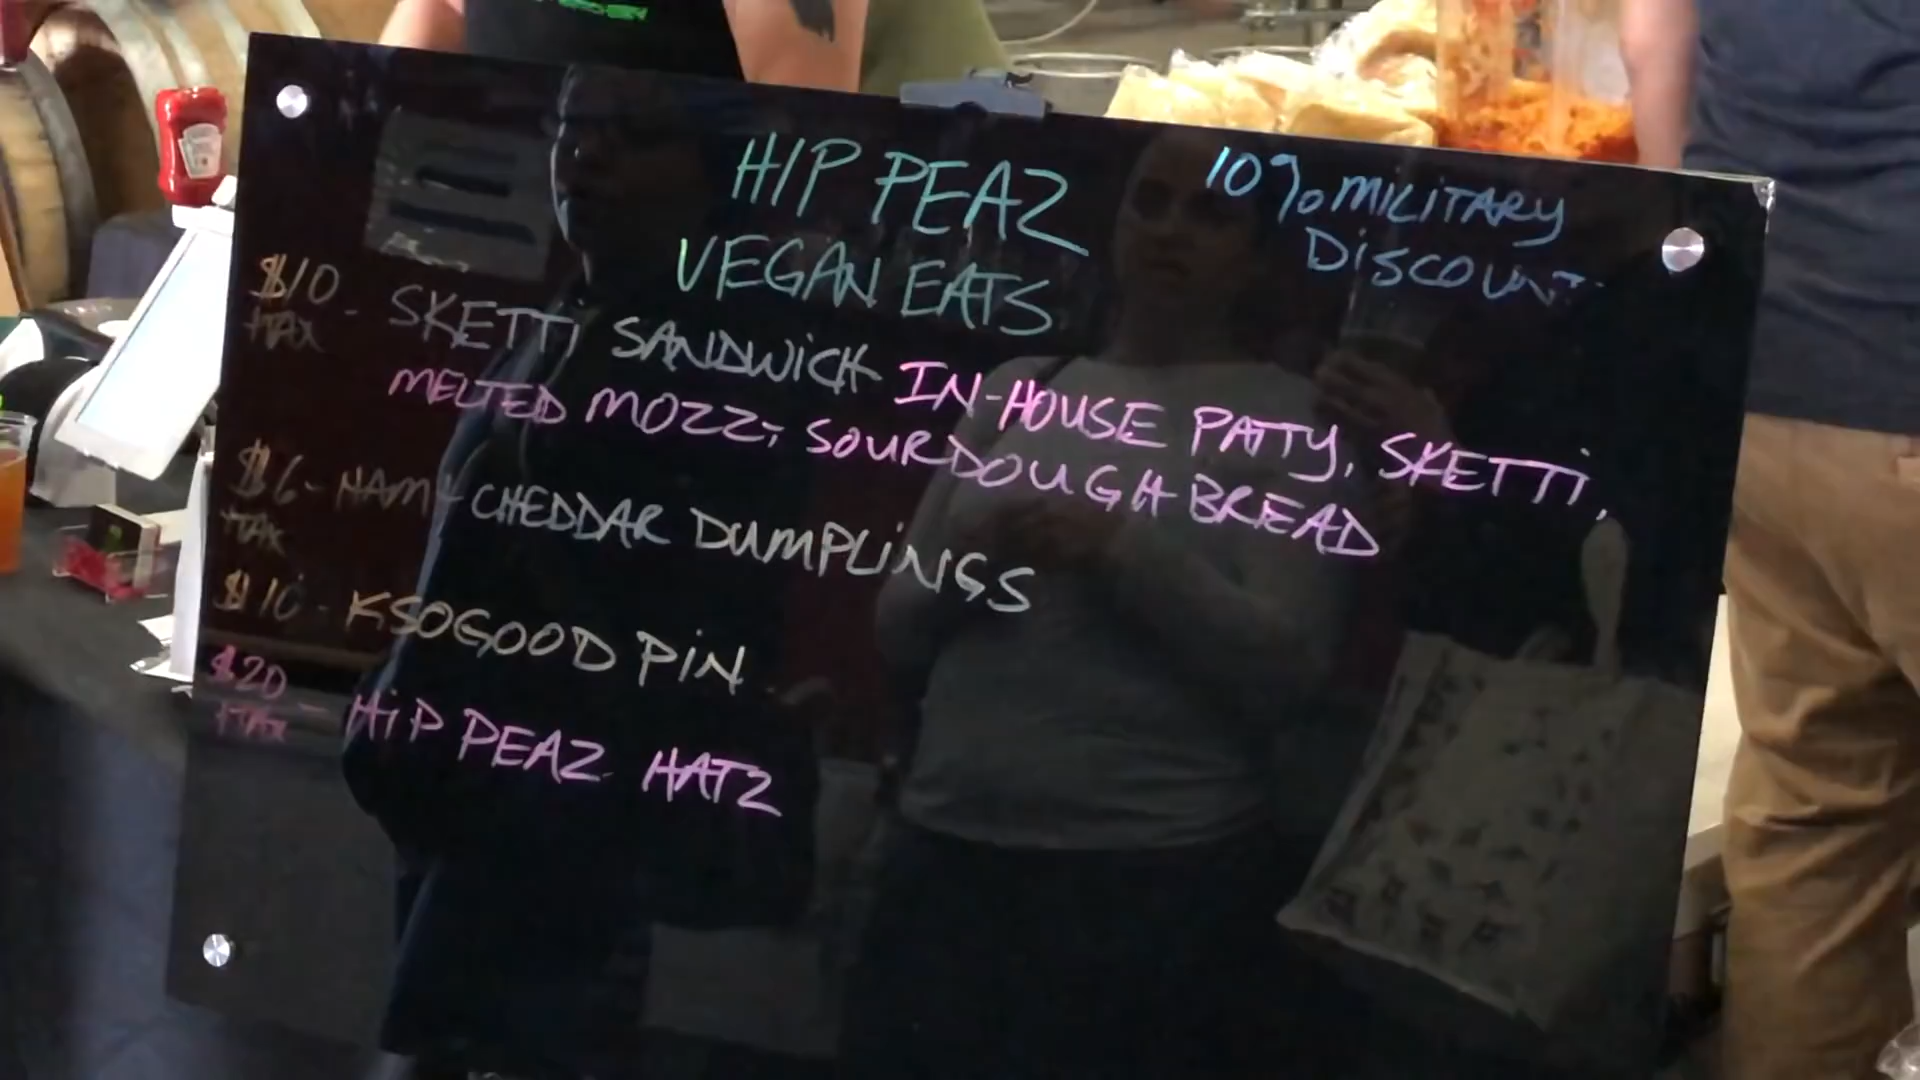 HIP PEAZ
VEGAN EATS
10% MILITARY
DISCOUNT
$10 - SKETTI SANDWICH IN-HOUSE PATTY, SKETTI,
+TAX
MELTED MOZZ, SOURDOUGH BREAD
$6 - HAM + CHEDDAR DUMPLINGS
+TAX
$10 - KSOGOOD PIN
$20 - HIP PEAZ HATZ
+TAX